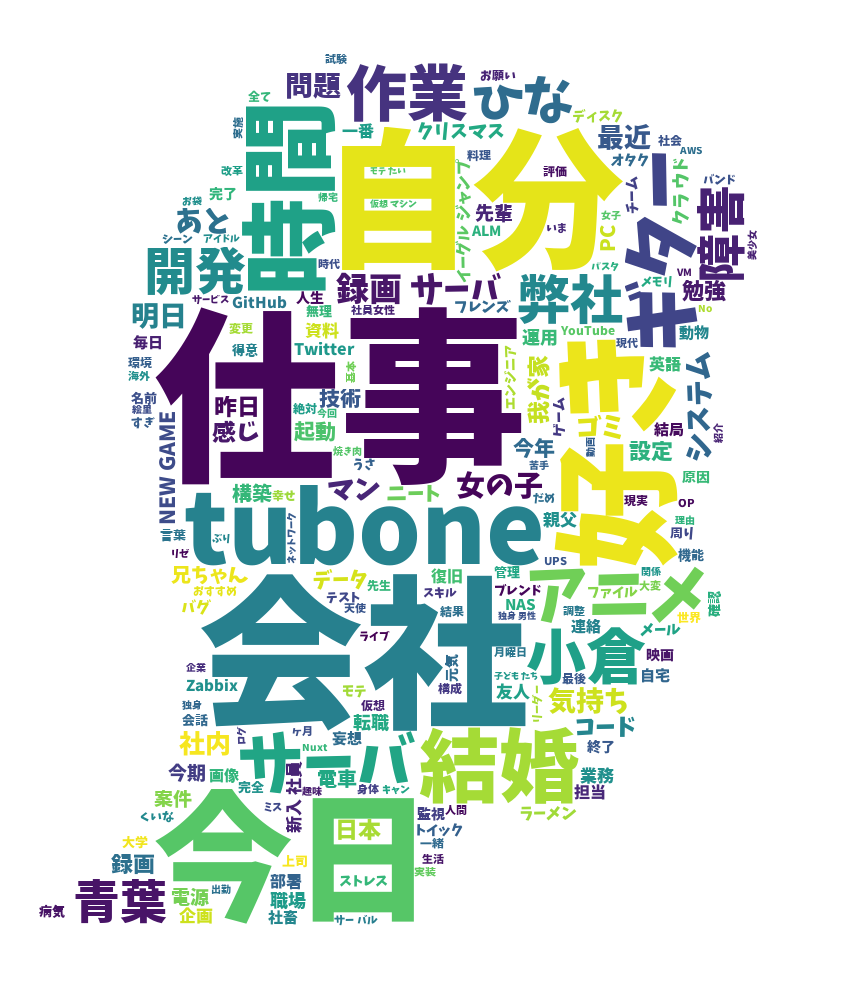 試験
問題
作業
お願い
ひな
全て
実施
時間
一番
クリスマス
ディスク
最近
社会
オタク
AWS
改革
モテ たい
料理
評価
自分
イーグル ジャンプ
ギター
チーム
クラウド
バンド
障害
美少女
お袋
完了
帰宅
仮想 マシン
先輩
ALM
いま
女子
PC
あと
シーン
アイドル
開発
時代
録画
サーバ
パスタ
VM
メモリ
勉強
サービス
GitHub
人生
無理
社員女性
フレンズ
弊社
No
明日
変更
資料
運用
YouTube
現代
動物
毎日
得意
Twitter
仕事
好き
環境
海外
基本
技術
エンジニア
我が家
英語
システム
名前
絵里
すぎ
昨日
感じ
絶対
今回
起動
ゲーム
ゴミ
結局
紹介
NEW GAME
焼き肉
うさ
今年
苦手
動画
設定
原因
構築
幸せ
マン
ニート
女の子
だめ
現実
OP
tubone
言葉
ぶり
ネットワーク
親父
理由
周り
リゼ
UPS
機能
兄ちゃん
おすすめ
データ
先生
復旧
管理
ブレンド
アニメ
関係
大変
ファイル
バグ
テスト
天使
スキル
結果
NAS
独身 男性
調整
連絡
メール
世界
確認
会社
ライブ
月曜日
小倉
映画
企業
Zabbix
独身
会話
モテ
仮想
元気
構成
子ども たち
友人
最後
自宅
気持ち
リーケー
ログ
ヶ月
転職
妄想
コード
社内
サーバ
Nuxt
結婚
終了
今期
画像
完全
社員
趣味
電車
身体
キャン
業務
担当
案件
くいな
ミス
新入
日本
監視
人間
トイック
ラーメン
今日
大学
上司
一緒
録画
生活
実装
青葉
電源
出勤
部署
ストレス
病気
企画
職場
社畜
サー バル